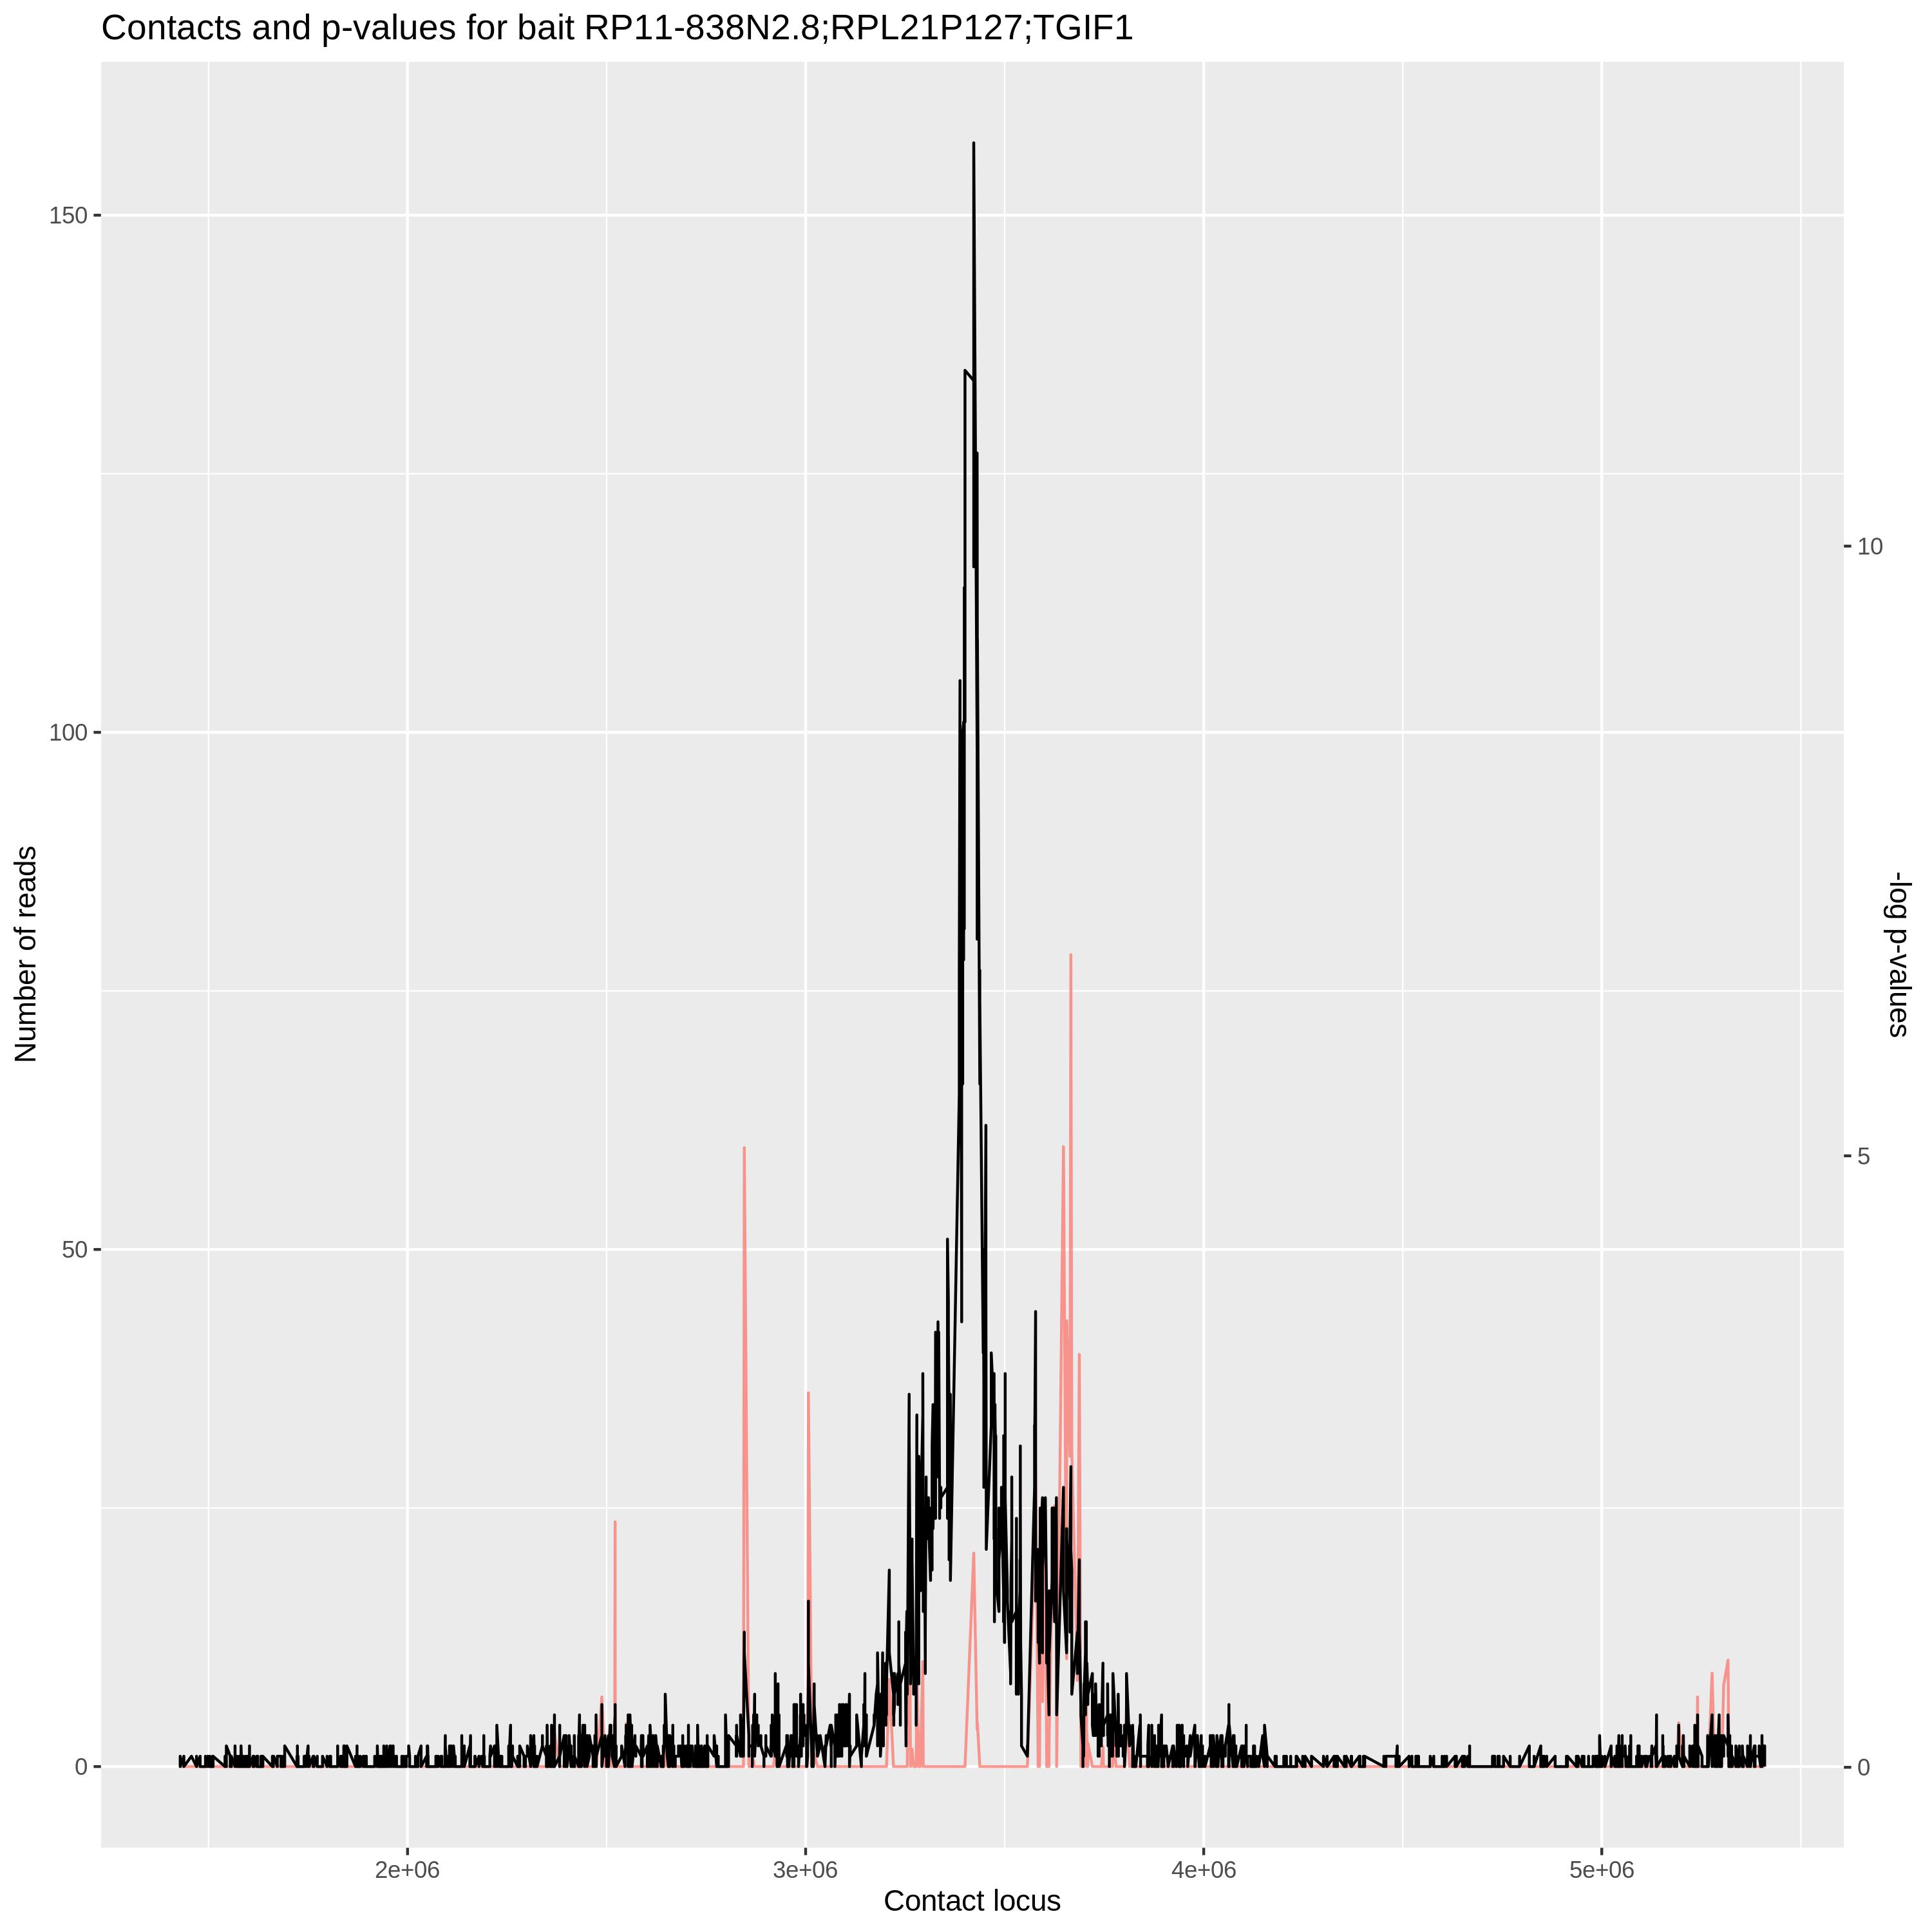 Contacts and p-values for bait RP11-838N2.8;RPL21P127;TGIF1
150
100
50
0
Number of reads
10
5
0
-log p-values
2e+06
3e+06
4e+06
5e+06
Contact locus